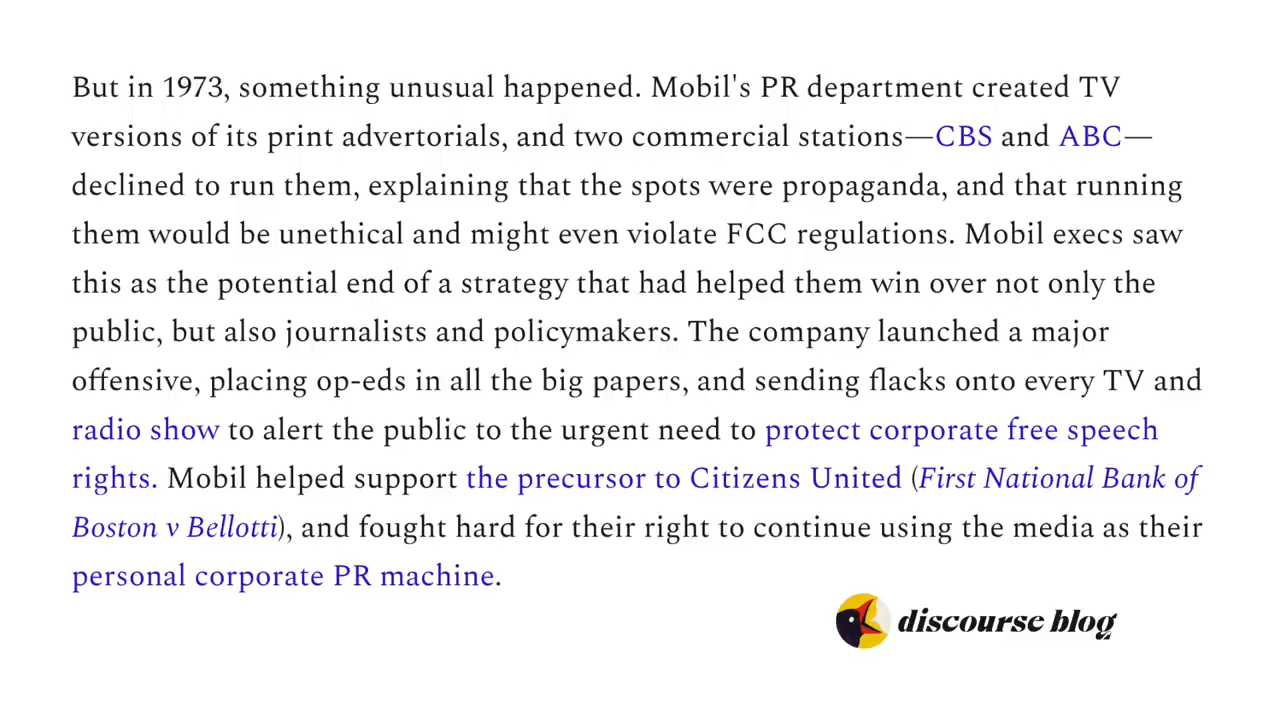 But in 1973, something unusual happened. Mobil's PR department created TV
versions of its print advertorials, and two commercial stations—CBS and ABC—
declined to run them, explaining that the spots were propaganda, and that running
them would be unethical and might even violate FCC regulations. Mobil execs saw
this as the potential end of a strategy that had helped them win over not only the
public, but also journalists and policymakers. The company launched a major
offensive, placing op-eds in all the big papers, and sending flacks onto every TV and
radio show to alert the public to the urgent need to protect corporate free speech
rights. Mobil helped support the precursor to Citizens United (First National Bank of
Boston v Bellotti), and fought hard for their right to continue using the media as their
personal corporate PR machine.
discourse blog